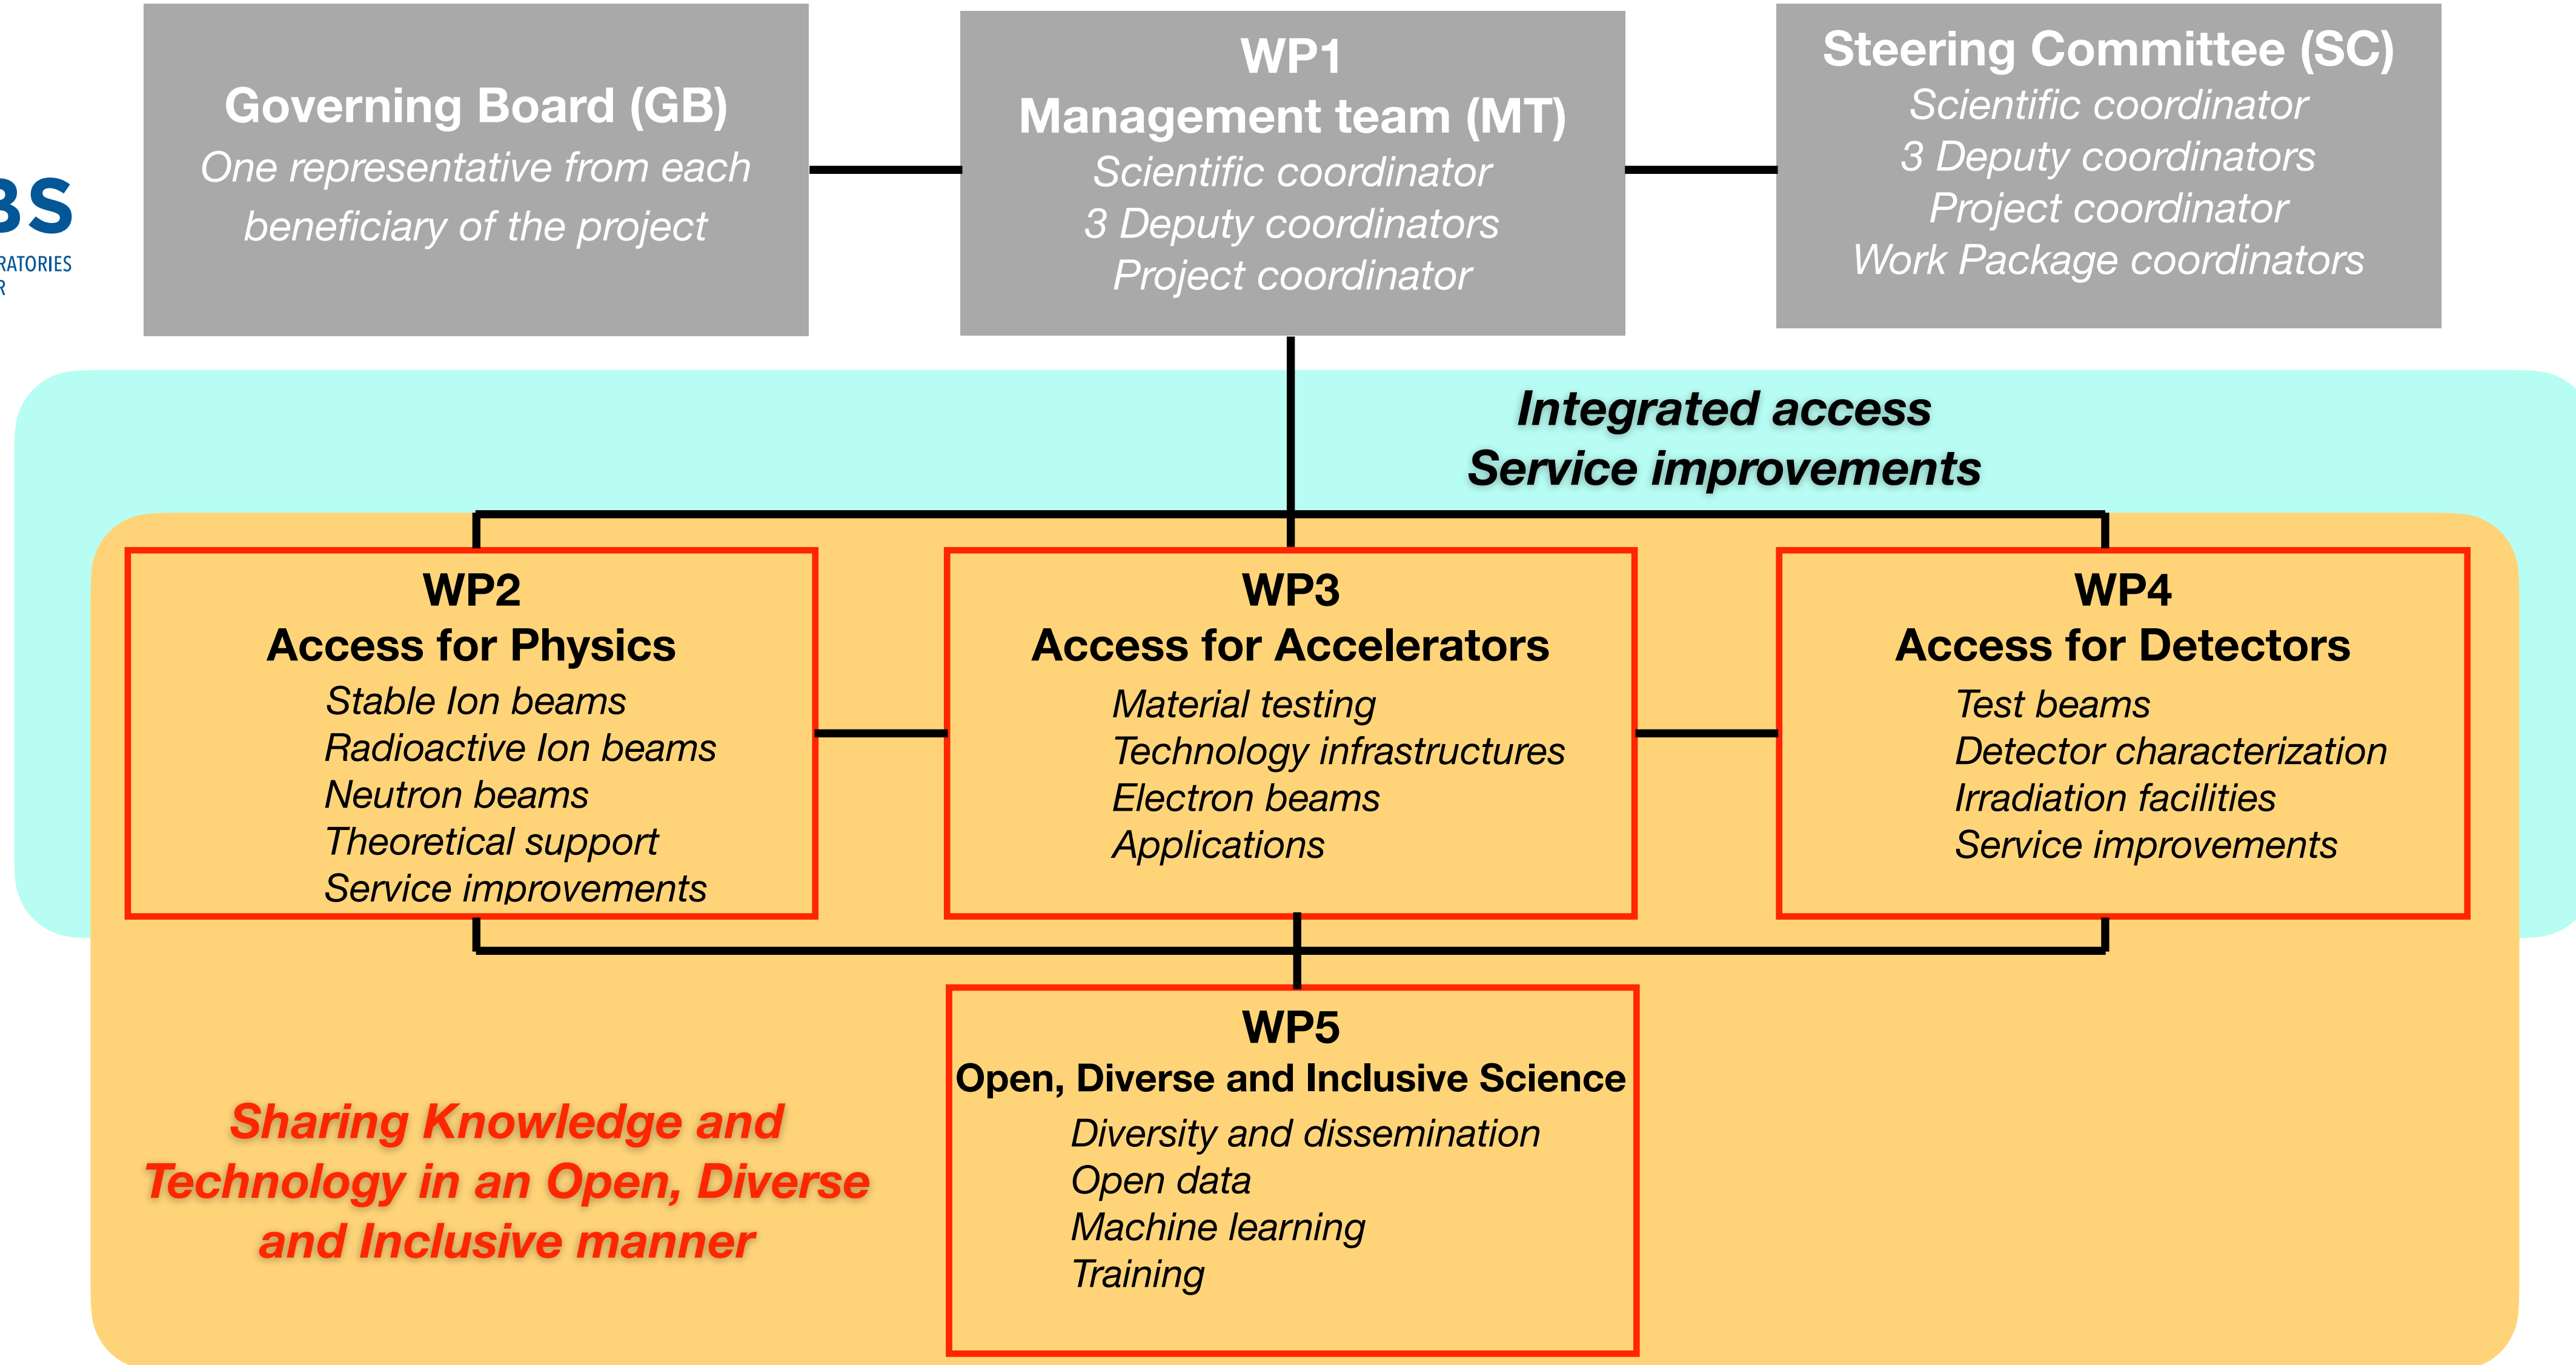 BS
Governing Board (GB)
One representative from each
beneficiary of the project
WP1
Management team (MT)
Scientific coordinator
3 Deputy coordinators
Project coordinator
Steering Committee (SC)
Scientific coordinator
3 Deputy coordinators
Project coordinator
Work Package coordinators
Integrated access
Service improvements
WP2
Access for Physics
Stable Ion beams
Radioactive Ion beams
Neutron beams
Theoretical support
Service improvements
WP3
Access for Accelerators
Material testing
Technology infrastructures
Electron beams
Applications
WP4
Access for Detectors
Test beams
Detector characterization
Irradiation facilities
Service improvements
WP5
Open, Diverse and Inclusive Science
Diversity and dissemination
Open data
Machine learning
Training
Sharing Knowledge and
Technology in an Open, Diverse
and Inclusive manner